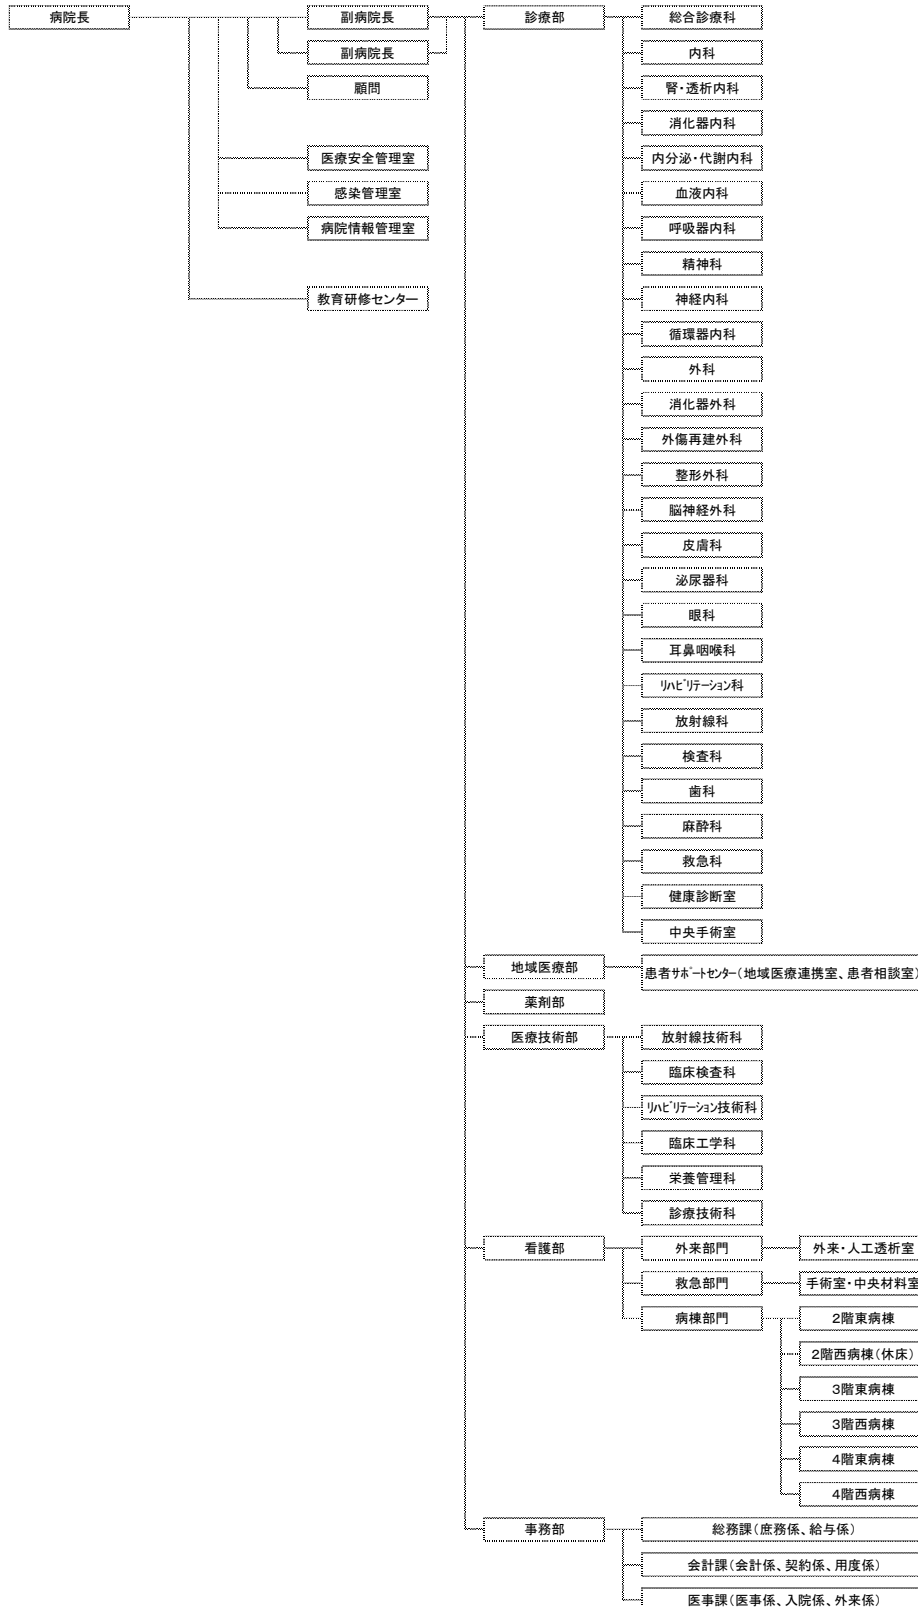 病院長
副病院長
副病院長
顧問
医療安全管理室
感染管理室
病院情報管理室
教育研修センター
診療部
総合診療科
内科
腎・透析内科
消化器内科
内分泌・代謝内科
血液内科
呼吸器内科
精神科
神経内科
循環器内科
外科
消化器外科
外傷再建外科
整形外科
脳神経外科
皮膚科
泌尿器科
眼科
耳鼻咽喉科
ﾘﾊﾋﾞﾘﾃｰｼｮﾝ科
放射線科
検査科
歯科
麻酔科
救急科
健康診断室
中央手術室
地域医療部
患者ｻﾎﾟｰﾄｾﾝﾀｰ(地域医療連携室、患者相談室)
薬剤部
医療技術部
放射線技術科
臨床検査科
ﾘﾊﾋﾞﾘﾃｰｼｮﾝ技術科
臨床工学科
栄養管理科
診療技術科
看護部
外来部門
外来・人工透析室
救急部門
手術室・中央材料室
病棟部門
2階東病棟
2階西病棟(休床)
3階東病棟
3階西病棟
4階東病棟
4階西病棟
事務部
総務課(庶務係、給与係)
会計課(会計係、契約係、用度係)
医事課(医事係、入院係、外来係)